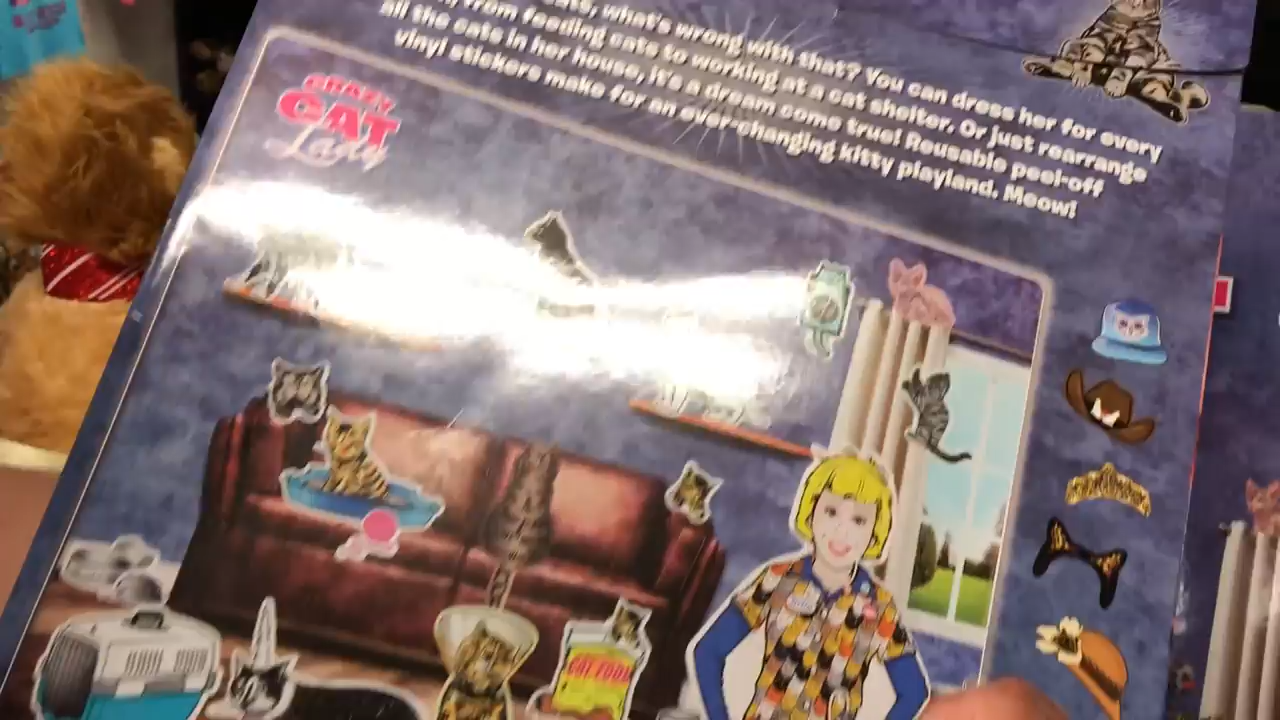 cats, what's wrong with that? You can dress her for every
from feeding cats to working at a cat shelter. Or just rearrange
all the cats in her house, it's a dream come true! Reusable peel-off
vinyl stickers make for an ever-changing kitty playland. Meow!
CRAZY
CAT
Lady
CAT FOOD